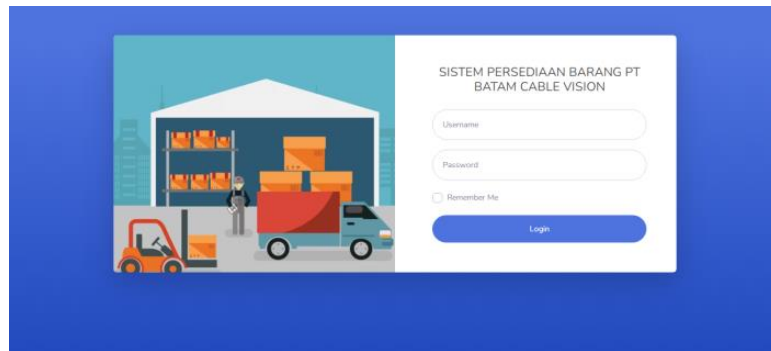 SISTEM PERSEDIAAN BARANG PT
BATAM CABLE VISION
Username
Password
Remember Me
Login